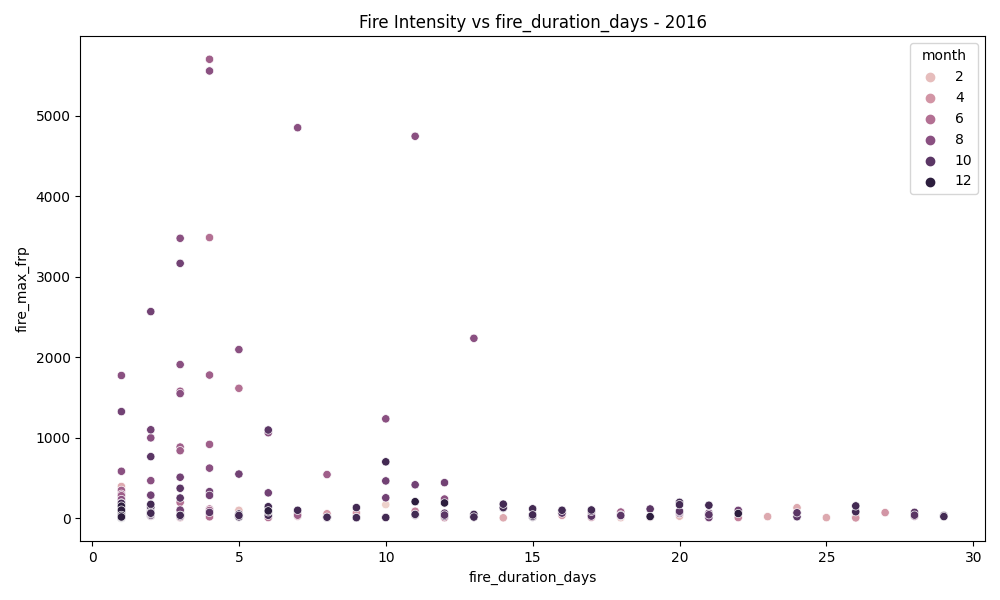 Fire Intensity vs fire_duration_days - 2016
month
2
4
6
8
10
12
fire_max_frp
5000
4000
3000
2000
1000
0
0 5 10 15 20 25 30
fire_duration_days